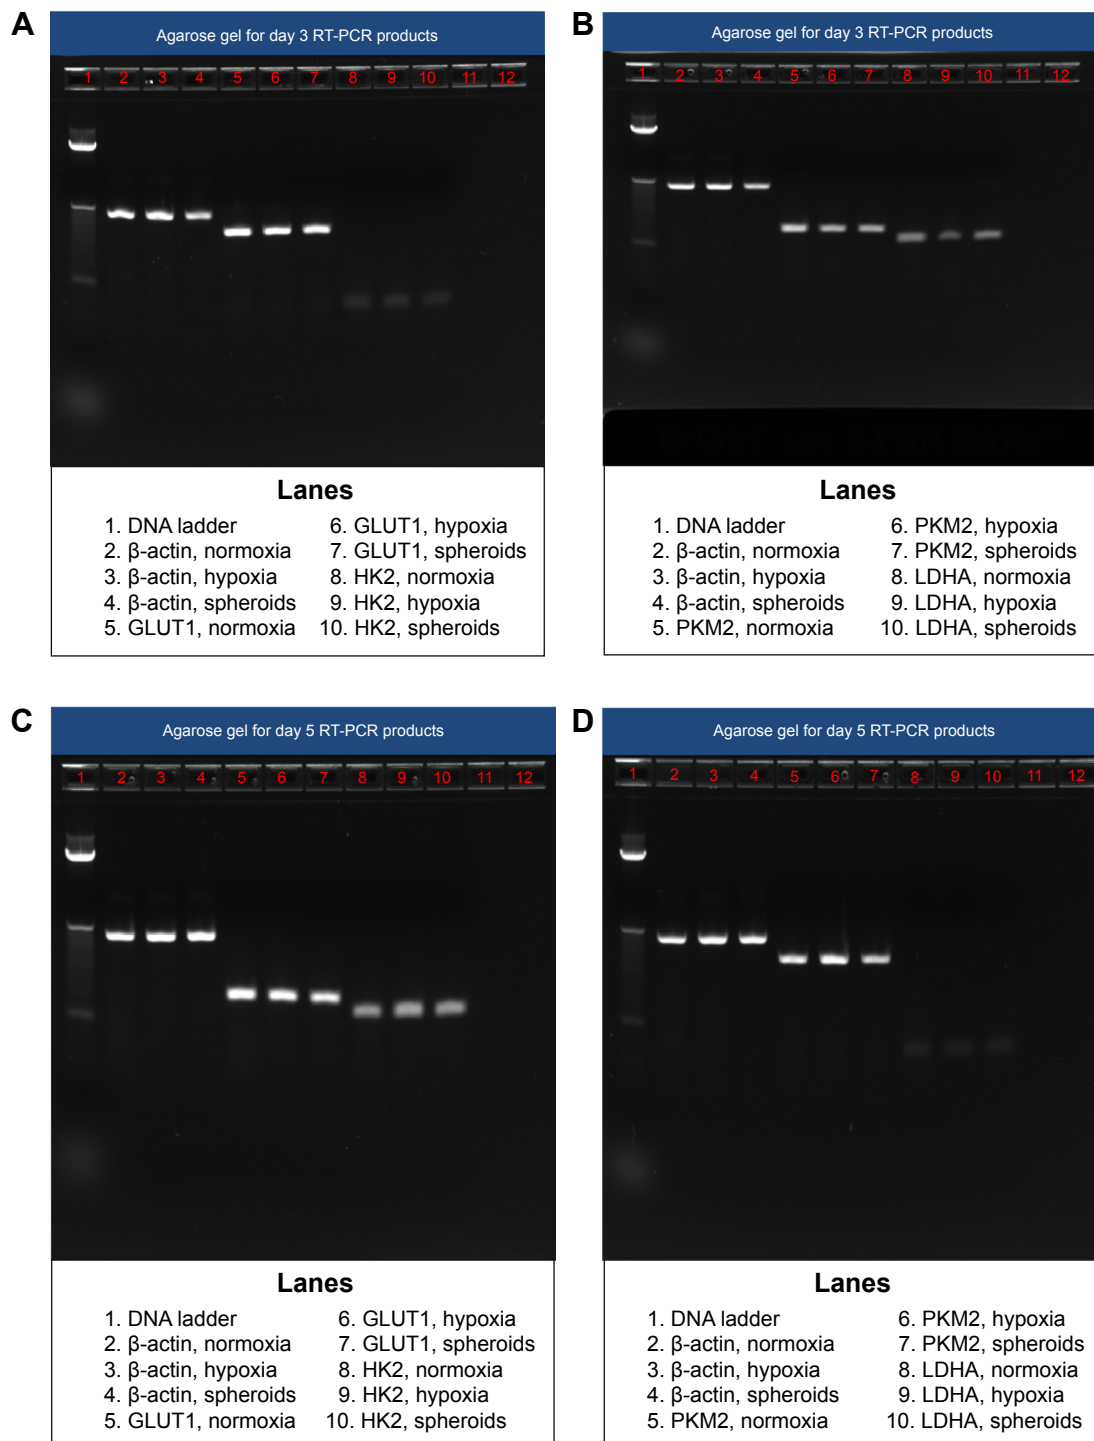 A
Agarose gel for day 3 RT-PCR products
1 2 3 4 5 6 7 8 9 10 11 12
Lanes
1. DNA ladder
2. β-actin, normoxia
3. β-actin, hypoxia
4. β-actin, spheroids
5. GLUT1, normoxia
6. GLUT1, hypoxia
7. GLUT1, spheroids
8. HK2, normoxia
9. HK2, hypoxia
10. HK2, spheroids
B
Agarose gel for day 3 RT-PCR products
1 2 3 4 5 6 7 8 9 10 11 12
Lanes
1. DNA ladder
2. β-actin, normoxia
3. β-actin, hypoxia
4. β-actin, spheroids
5. PKM2, normoxia
6. PKM2, hypoxia
7. PKM2, spheroids
8. LDHA, normoxia
9. LDHA, hypoxia
10. LDHA, spheroids
C
Agarose gel for day 5 RT-PCR products
1 2 3 4 5 6 7 8 9 10 11 12
Lanes
1. DNA ladder
2. β-actin, normoxia
3. β-actin, hypoxia
4. β-actin, spheroids
5. GLUT1, normoxia
6. GLUT1, hypoxia
7. GLUT1, spheroids
8. HK2, normoxia
9. HK2, hypoxia
10. HK2, spheroids
D
Agarose gel for day 5 RT-PCR products
1 2 3 4 5 6 7 8 9 10 11 12
Lanes
1. DNA ladder
2. β-actin, normoxia
3. β-actin, hypoxia
4. β-actin, spheroids
5. PKM2, normoxia
6. PKM2, hypoxia
7. PKM2, spheroids
8. LDHA, normoxia
9. LDHA, hypoxia
10. LDHA, spheroids